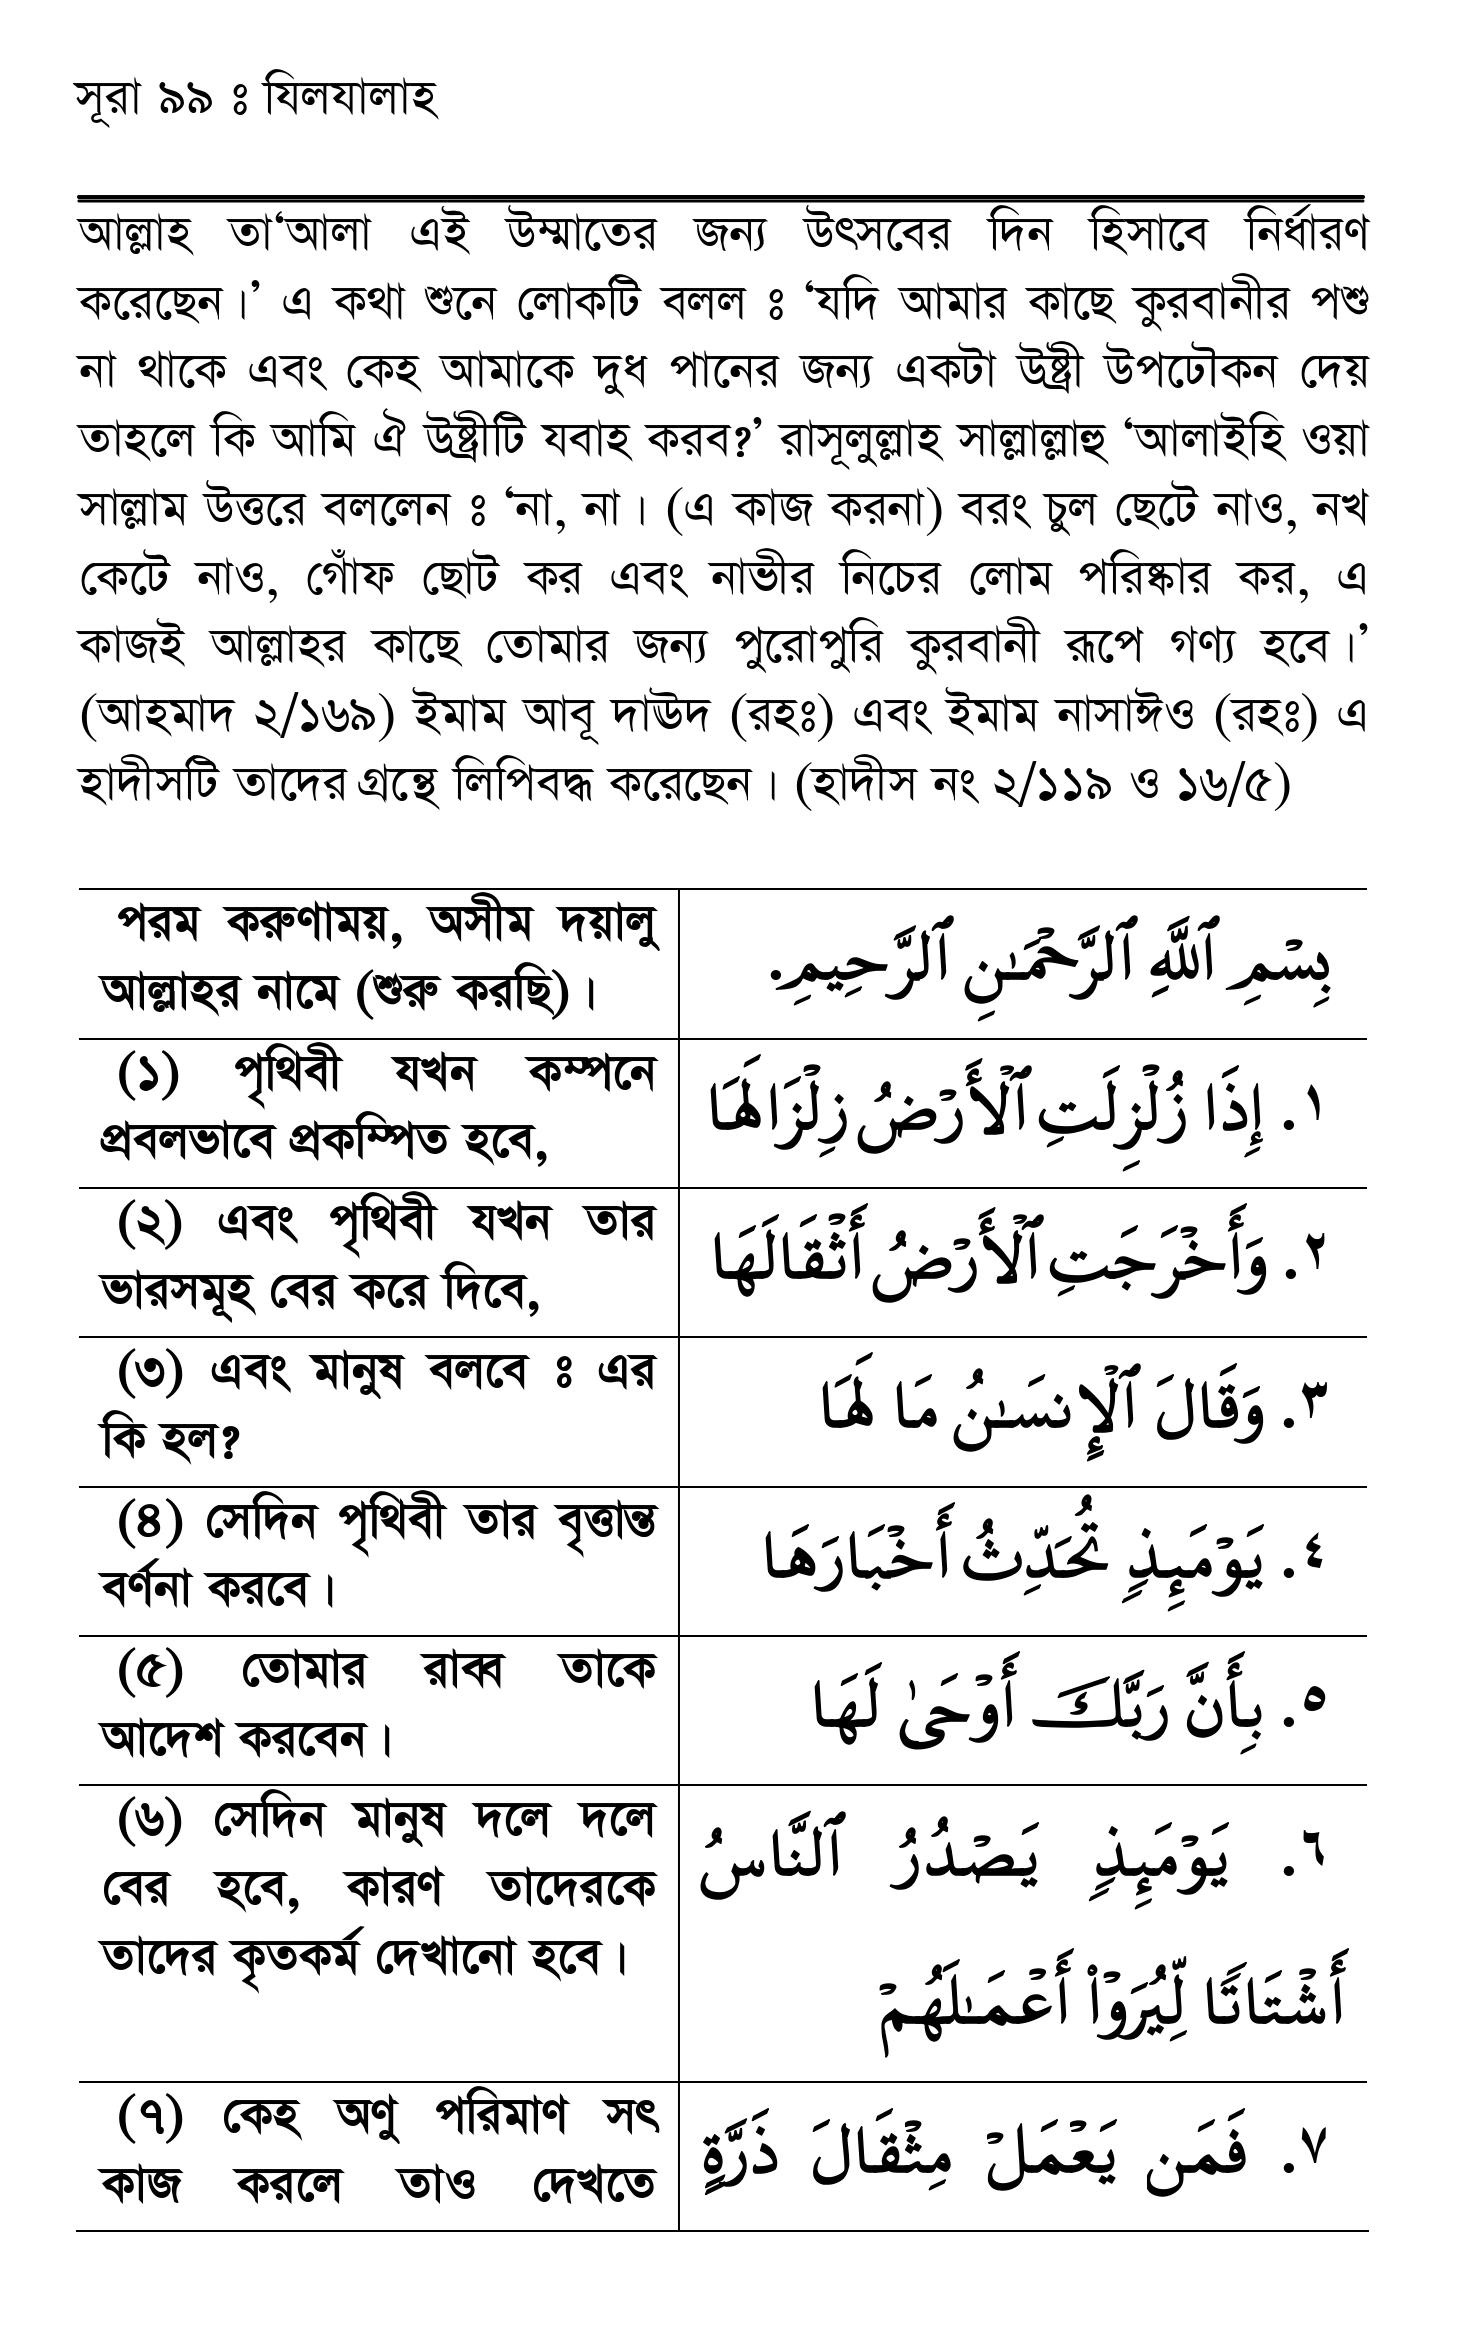 সূরা ৯৯ ঃ যিলযালাহ
আল্লাহ তা‘আলা এই উম্মাতের জন্য উৎসবের দিন হিসাবে নির্ধারণ
করেছেন।’ এ কথা শুনে লোকটি বলল ঃ ‘যদি আমার কাছে কুরবানীর পশু
না থাকে এবং কেহ আমাকে দুধ পানের জন্য একটা উষ্ট্রী উপঢৌকন দেয়
তাহলে কি আমি ঐ উষ্ট্রীটি যবাহ করব?’ রাসূলুল্লাহ সাল্লাল্লাহু ‘আলাইহি ওয়া
সাল্লাম উত্তরে বললেন ঃ ‘না, না। (এ কাজ করনা) বরং চুল ছেটে নাও, নখ
কেটে নাও, গোঁফ ছোট কর এবং নাভীর নিচের লোম পরিষ্কার কর, এ
কাজই আল্লাহর কাছে তোমার জন্য পুরোপুরি কুরবানী রূপে গণ্য হবে।’
(আহমাদ ২/১৬৯) ইমাম আবূ দাঊদ (রহঃ) এবং ইমাম নাসাঈও (রহঃ) এ
হাদীসটি তাদের গ্রন্থে লিপিবদ্ধ করেছেন। (হাদীস নং ২/১১৯ ও ১৬/৫)
পরম করুণাময়, অসীম দয়ালু
আল্লাহর নামে (শুরু করছি)।
بِسْمِ ٱللَّهِ ٱلرَّحْمَـٰنِ ٱلرَّحِيمِ.
(১) পৃথিবী যখন কম্পনে
প্রবলভাবে প্রকম্পিত হবে,
١. إِذَا زُلْزِلَتِ ٱلْأَرْضُ زِلْزَالَهَا
(২) এবং পৃথিবী যখন তার
ভারসমূহ বের করে দিবে,
٢. وَأَخْرَجَتِ ٱلْأَرْضُ أَثْقَالَهَا
(৩) এবং মানুষ বলবে ঃ এর
কি হল?
٣. وَقَالَ ٱلْإِنسَـٰنُ مَا لَهَا
(৪) সেদিন পৃথিবী তার বৃত্তান্ত
বর্ণনা করবে।
٤. يَوْمَئِذٍ تُحَدِّثُ أَخْبَارَهَا
(৫) তোমার রাব্ব তাকে
আদেশ করবেন।
٥. بِأَنَّ رَبَّكَ أَوْحَىٰ لَهَا
(৬) সেদিন মানুষ দলে দলে
বের হবে, কারণ তাদেরকে
তাদের কৃতকর্ম দেখানো হবে।
٦. يَوْمَئِذٍ يَصْدُرُ ٱلنَّاسُ
أَشْتَاتًا لِّيُرَوْا۟ أَعْمَـٰلَهُمْ
(৭) কেহ অণু পরিমাণ সৎ
কাজ করলে তাও দেখতে
٧. فَمَن يَعْمَلْ مِثْقَالَ ذَرَّةٍ